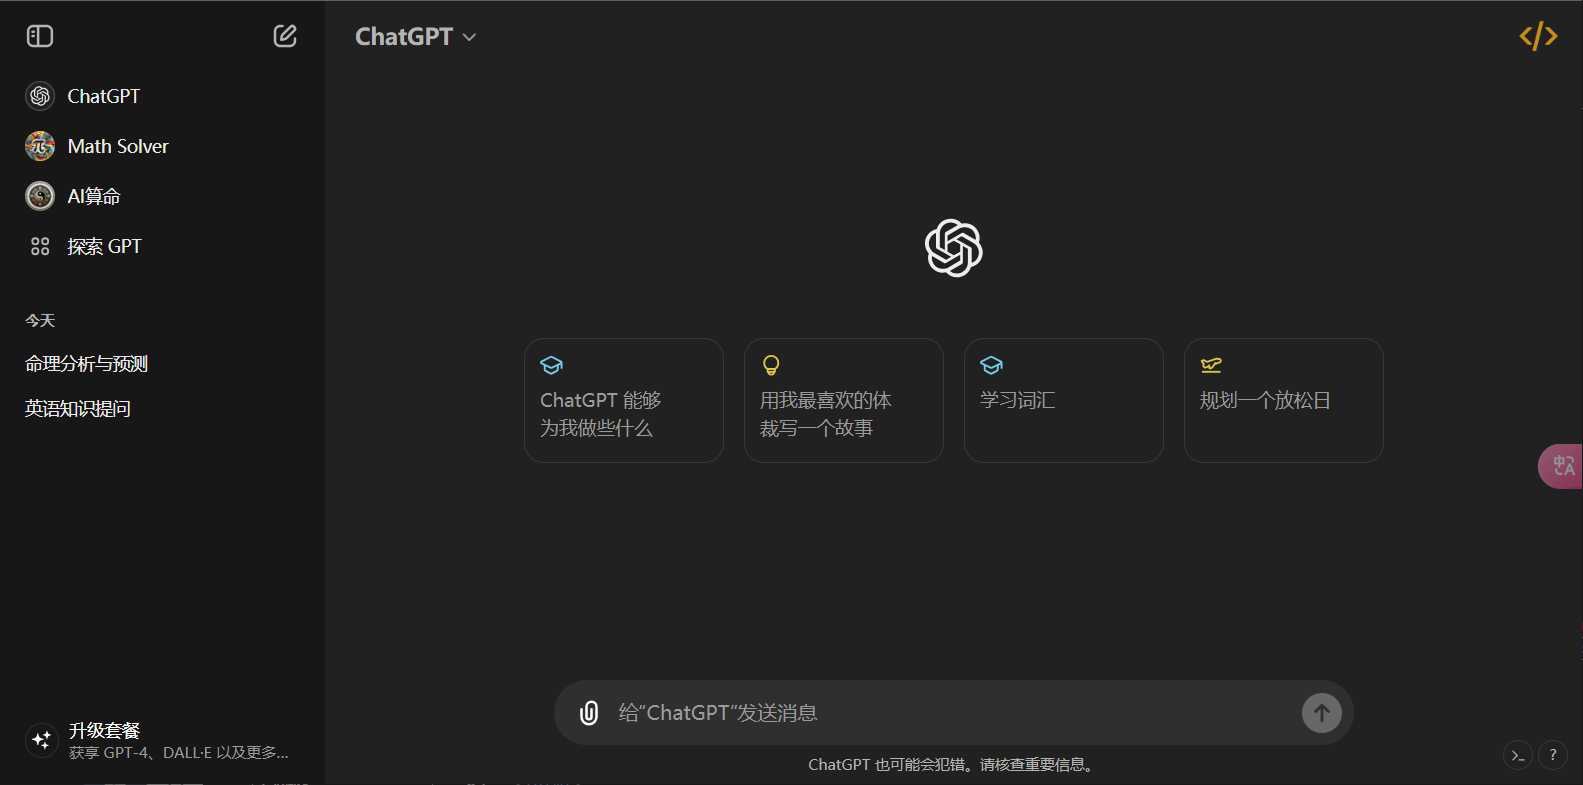 ChatGPT
ChatGPT
Math Solver
AI算命
探索 GPT
今天
命理分析与预测
英语知识提问
ChatGPT 能够
为我做些什么
用我最喜欢的体
裁写一个故事
学习词汇
规划一个放松日
升级套餐
获享 GPT-4、DALL·E 以及更多...
给“ChatGPT”发送消息
ChatGPT 也可能会犯错。请核查重要信息。